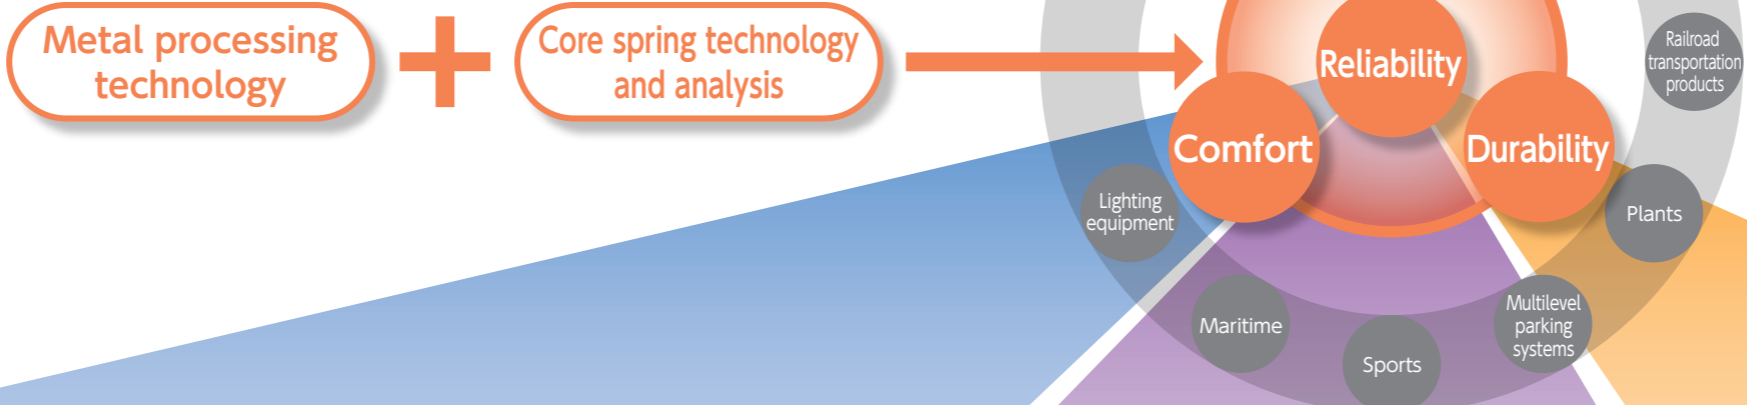 Metal processing
technology
Core spring technology
and analysis
Reliability
Comfort
Durability
Railroad
transportation
products
Lighting
equipment
Plants
Maritime
Sports
Multilevel
parking
systems